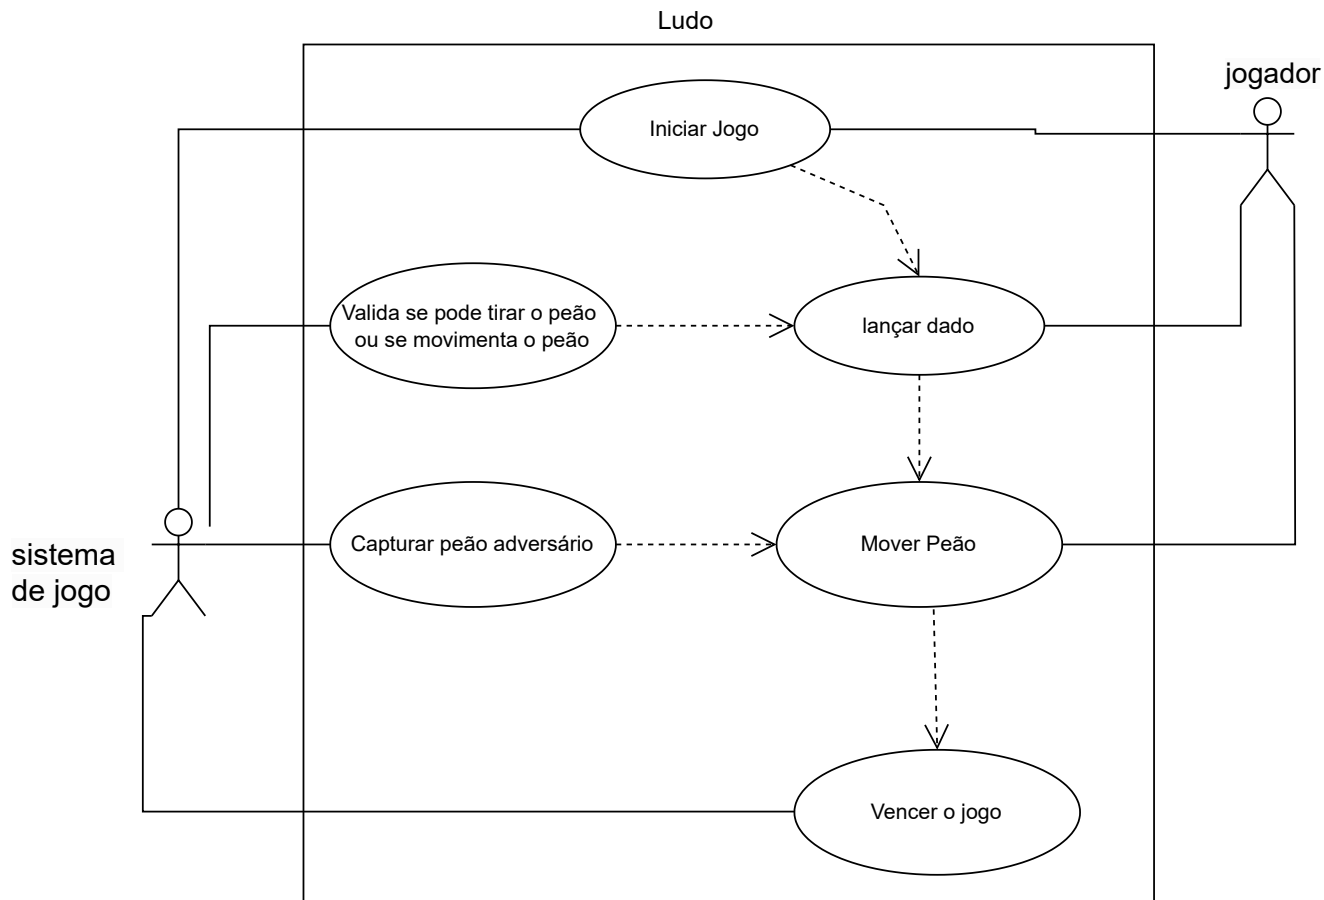 Ludo
jogador
Iniciar Jogo
Valida se pode tirar o peão
ou se movimenta o peão
lançar dado
sistema
de jogo
Capturar peão adversário
Mover Peão
Vencer o jogo